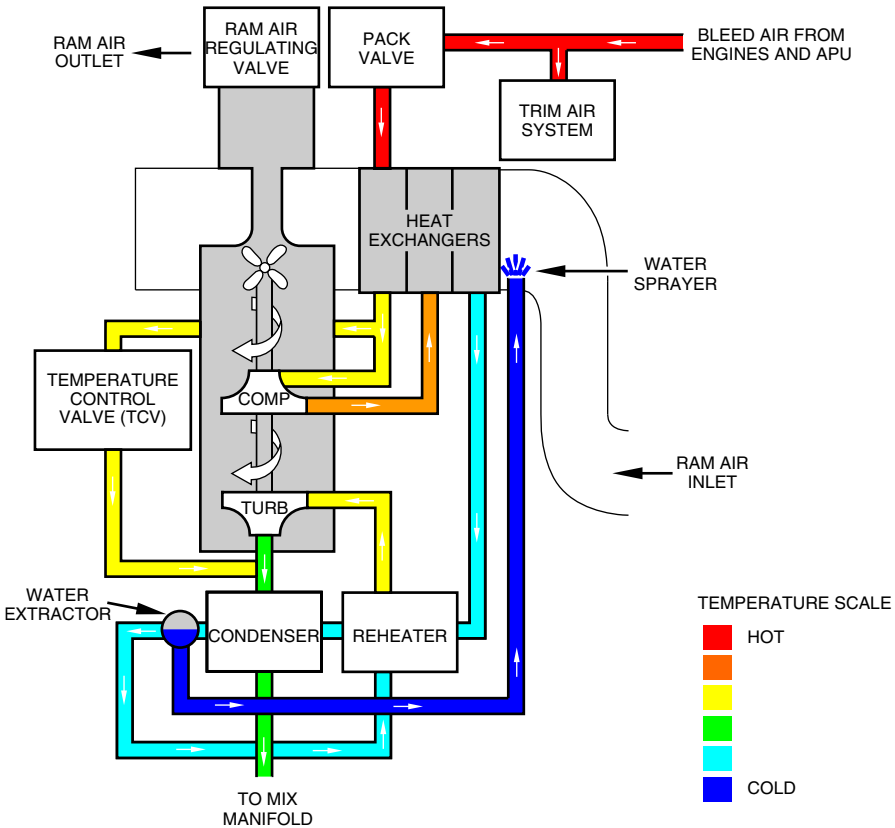 RAM AIR
OUTLET
RAM AIR
REGULATING
VALVE
PACK
VALVE
BLEED AIR FROM
ENGINES AND APU
TRIM AIR
SYSTEM
HEAT
EXCHANGERS
WATER
SPRAYER
TEMPERATURE
CONTROL
VALVE (TCV)
COMP
RAM AIR
INLET
TURB
WATER
EXTRACTOR
CONDENSER
REHEATER
TEMPERATURE SCALE
HOT
COLD
TO MIX
MANIFOLD